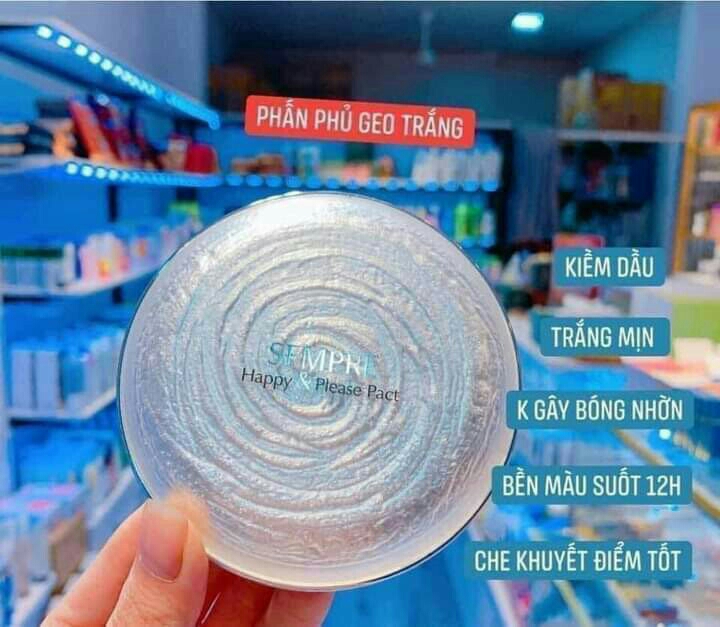 PHẤN PHỦ GEO TRẮNG
KIỀM DẦU
TRẮNG MỊN
SEMPRE
Happy & Please Pact
K GÂY BÓNG NHỜN
BỀN MÀU SUỐT 12H
CHE KHUYẾT ĐIỂM TỐT